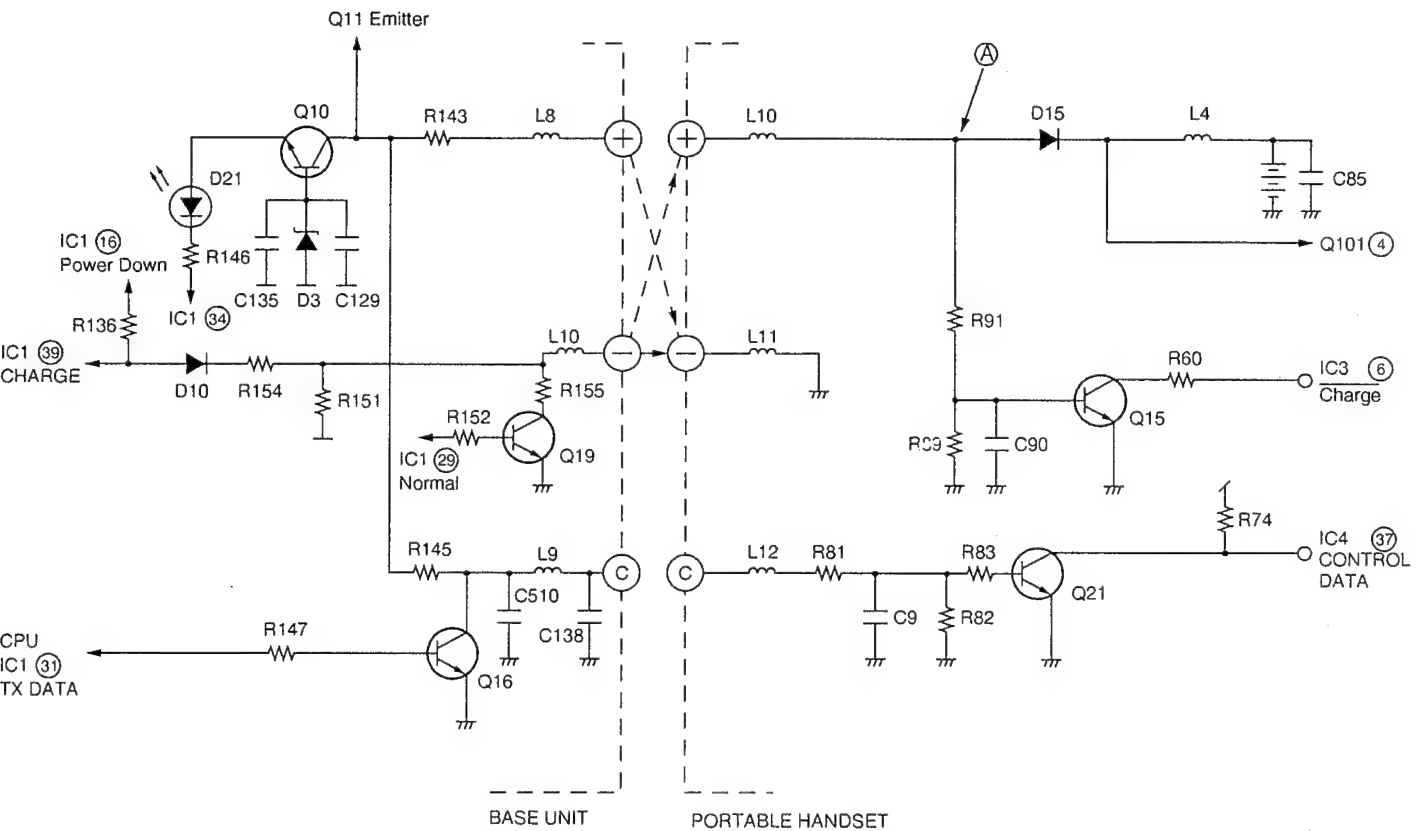 Q11 Emitter
A
Q10
R143
L8
+
+
L10
D15
L4
D21
C85
IC1 16
Power Down
R146
C135
D3
C129
Q101 4
R136
IC1 34
R91
L10
−
−
L11
IC1 39
CHARGE
D10
R154
R151
R155
R60
IC3 6
Charge
R152
Q15
IC1 29
Normal
Q19
C90
R74
R145
L9
C
C
L12
R81
R83
IC4 37
CONTROL
DATA
C510
Q21
C138
C9
R82
R147
CPU
IC1 31
TX DATA
Q16
BASE UNIT
PORTABLE HANDSET